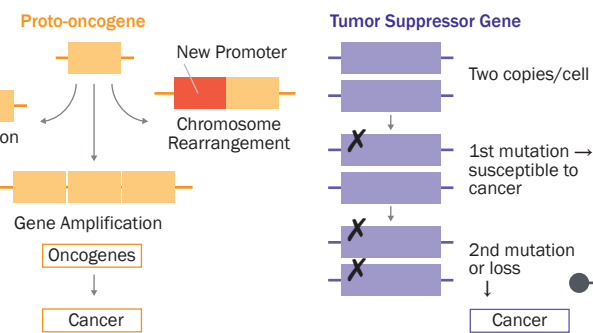 Proto-oncogene
New Promoter
on
Chromosome
Rearrangement
Gene Amplification
Oncogenes
Cancer
Tumor Suppressor Gene
Two copies/cell
X
1st mutation →
susceptible to
cancer
X
X
2nd mutation
or loss
↓
Cancer